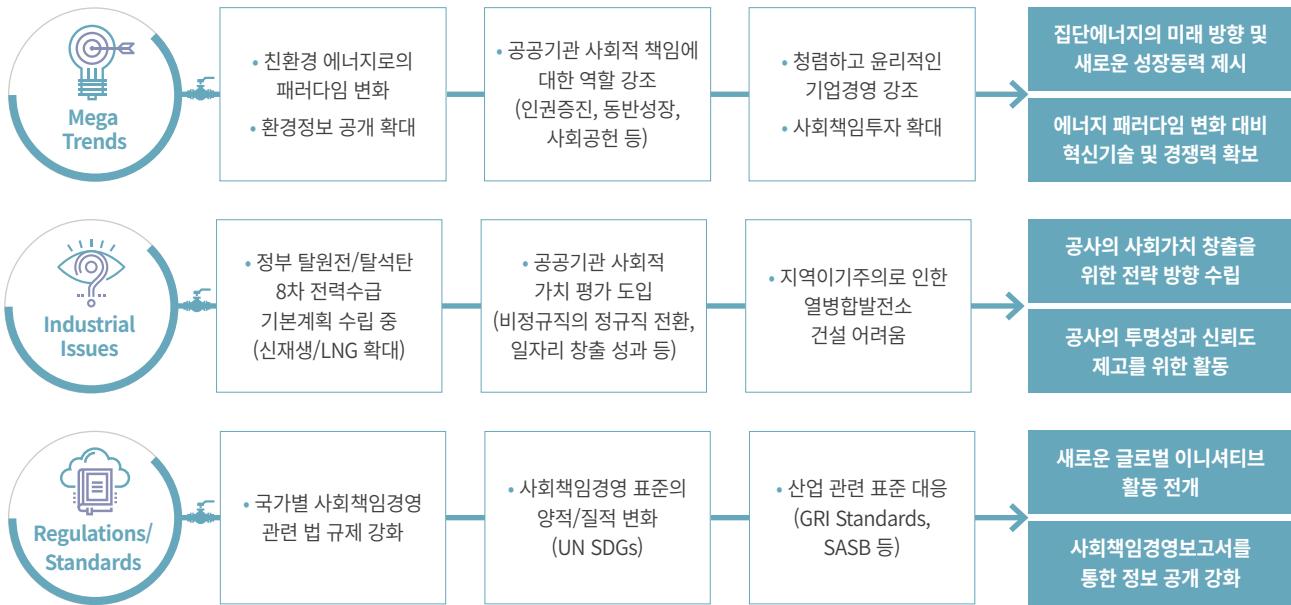 Mega
Trends
• 친환경 에너지로의
패러다임 변화
• 환경정보 공개 확대
• 공공기관 사회적 책임에
대한 역할 강조
(인권증진, 동반성장,
사회공헌 등)
• 청렴하고 윤리적인
기업경영 강조
• 사회책임투자 확대
집단에너지의 미래 방향 및
새로운 성장동력 제시
에너지 패러다임 변화 대비
혁신기술 및 경쟁력 확보
Industrial
Issues
• 정부 탈원전/탈석탄
8차 전력수급
기본계획 수립 중
(신재생/LNG 확대)
• 공공기관 사회적
가치 평가 도입
(비정규직의 정규직 전환,
일자리 창출 성과 등)
• 지역이기주의로 인한
열병합발전소
건설 어려움
공사의 사회가치 창출을
위한 전략 방향 수립
공사의 투명성과 신뢰도
제고를 위한 활동
Regulations/
Standards
• 국가별 사회책임경영
관련 법 규제 강화
• 사회책임경영 표준의
양적/질적 변화
(UN SDGs)
• 산업 관련 표준 대응
(GRI Standards,
SASB 등)
새로운 글로벌 이니셔티브
활동 전개
사회책임경영보고서를
통한 정보 공개 강화